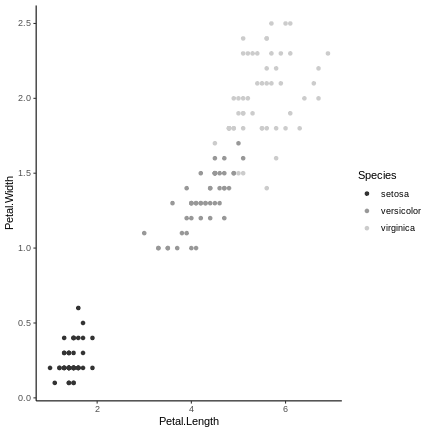 2.5
2.0
1.5
1.0
0.5
0.0
Petal.Width
2 4 6
Petal.Length
Species
setosa
versicolor
virginica